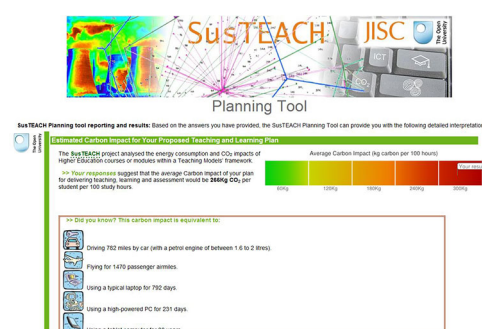 SusTEACH
JISC
The Open University
ICT
CO₂
Planning Tool
SusTEACH Planning tool reporting and results: Based on the answers you have provided, the SusTEACH Planning Tool can provide you with the following detailed interpretation
The Open University
Estimated Carbon Impact for Your Proposed Teaching and Learning Plan
The SusTEACH project analysed the energy consumption and CO₂ impacts of
Higher Education courses or modules within a Teaching Models' framework.
>> Your responses suggest that the average Carbon impact of your plan
for delivering teaching, learning and assessment would be 266Kg CO₂ per
student per 100 study hours.
Average Carbon Impact (kg carbon per 100 hours)
Your resu
60Kg 120Kg 180Kg 240Kg 300Kg
>> Did you know? This carbon impact is equivalent to:
Driving 782 miles by car (with a petrol engine of between 1.6 to 2 litres).
Flying for 1470 passenger airmiles.
Using a typical laptop for 792 days.
Using a high-powered PC for 231 days.